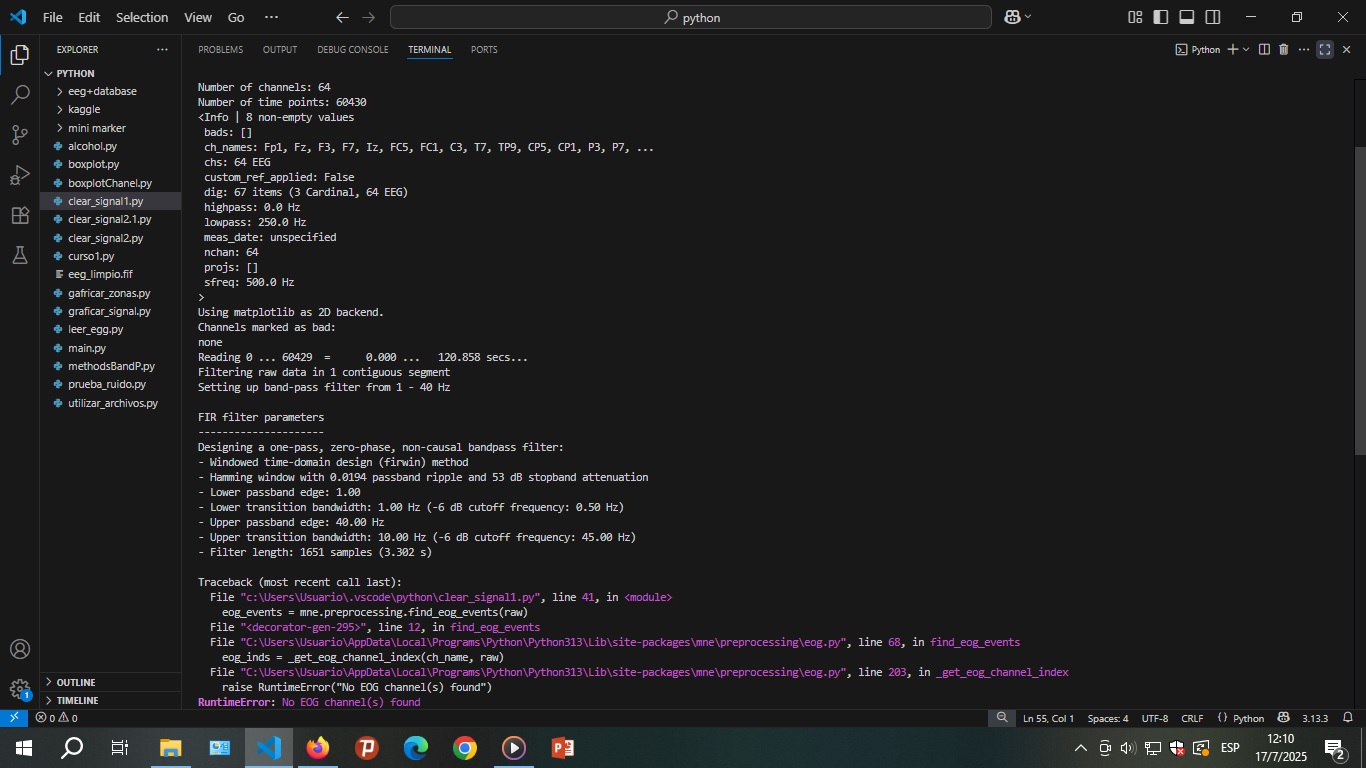 File Edit Selection View Go ··· python
EXPLORER ···
PROBLEMS OUTPUT DEBUG CONSOLE TERMINAL PORTS
Python
PYTHON
eeg+database
kaggle
mini marker
alcohol.py
boxplot.py
boxplotChanel.py
clear_signal1.py
clear_signal2.1.py
clear_signal2.py
curso1.py
eeg_limpio.fif
gafricar_zonas.py
graficar_signal.py
leer_egg.py
main.py
methodsBandP.py
prueba_ruido.py
utilizar_archivos.py
OUTLINE
TIMELINE
Number of channels: 64
Number of time points: 60430
<Info | 8 non-empty values
bads: []
ch_names: Fp1, Fz, F3, F7, Iz, FC5, FC1, C3, T7, TP9, CP5, CP1, P3, P7, ...
chs: 64 EEG
custom_ref_applied: False
dig: 67 items (3 Cardinal, 64 EEG)
highpass: 0.0 Hz
lowpass: 250.0 Hz
meas_date: unspecified
nchan: 64
projs: []
sfreq: 500.0 Hz
>
Using matplotlib as 2D backend.
Channels marked as bad:
none
Reading 0 ... 60429 = 0.000 ... 120.858 secs...
Filtering raw data in 1 contiguous segment
Setting up band-pass filter from 1 - 40 Hz
FIR filter parameters
---------------------
Designing a one-pass, zero-phase, non-causal bandpass filter:
- Windowed time-domain design (firwin) method
- Hamming window with 0.0194 passband ripple and 53 dB stopband attenuation
- Lower passband edge: 1.00
- Lower transition bandwidth: 1.00 Hz (-6 dB cutoff frequency: 0.50 Hz)
- Upper passband edge: 40.00 Hz
- Upper transition bandwidth: 10.00 Hz (-6 dB cutoff frequency: 45.00 Hz)
- Filter length: 1651 samples (3.302 s)
Traceback (most recent call last):
File "c:\Users\Usuario\.vscode\python\clear_signal1.py", line 41, in <module>
eog_events = mne.preprocessing.find_eog_events(raw)
File "<decorator-gen-295>", line 12, in find_eog_events
File "C:\Users\Usuario\AppData\Local\Programs\Python\Python313\Lib\site-packages\mne\preprocessing\eog.py", line 68, in find_eog_events
eog_inds = _get_eog_channel_index(ch_name, raw)
File "C:\Users\Usuario\AppData\Local\Programs\Python\Python313\Lib\site-packages\mne\preprocessing\eog.py", line 203, in _get_eog_channel_index
raise RuntimeError("No EOG channel(s) found")
RuntimeError: No EOG channel(s) found
1
0 0 Ln 55, Col 1 Spaces: 4 UTF-8 CRLF {} Python 3.13.3
ESP
12:10
17/7/2025
2